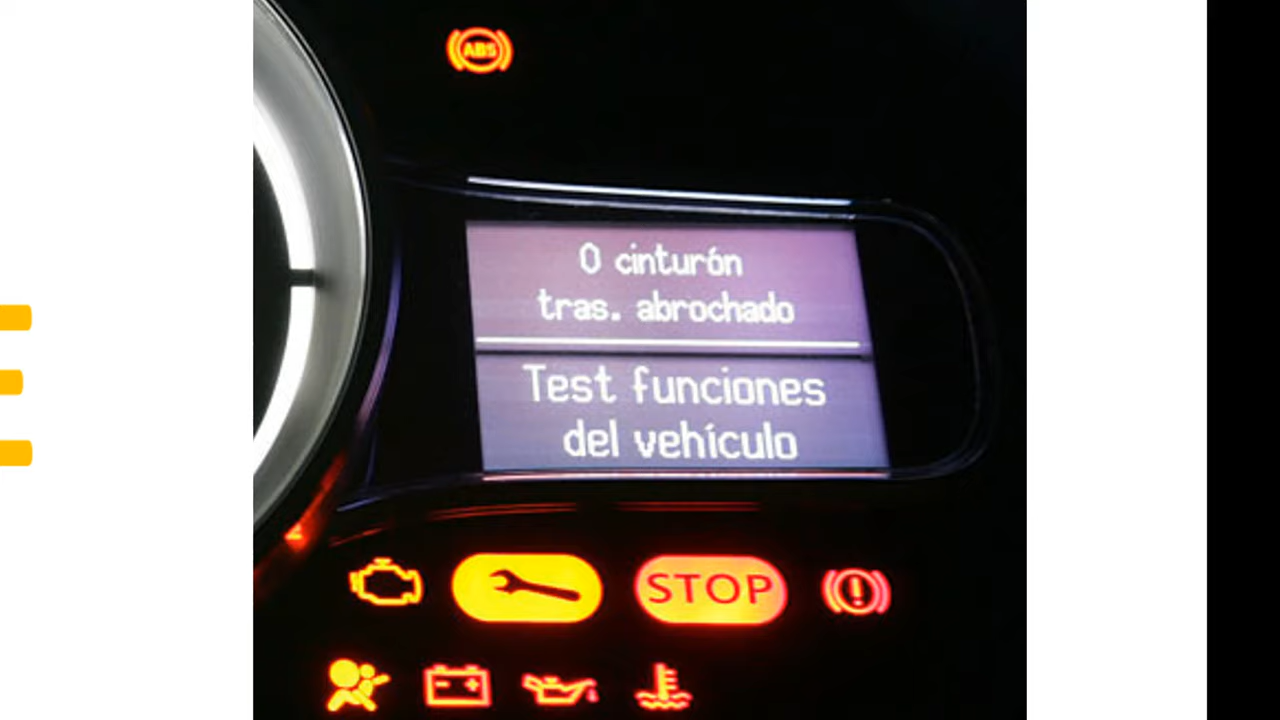 ABS
0 cinturón
tras. abrochado
Test funciones
del vehículo
STOP